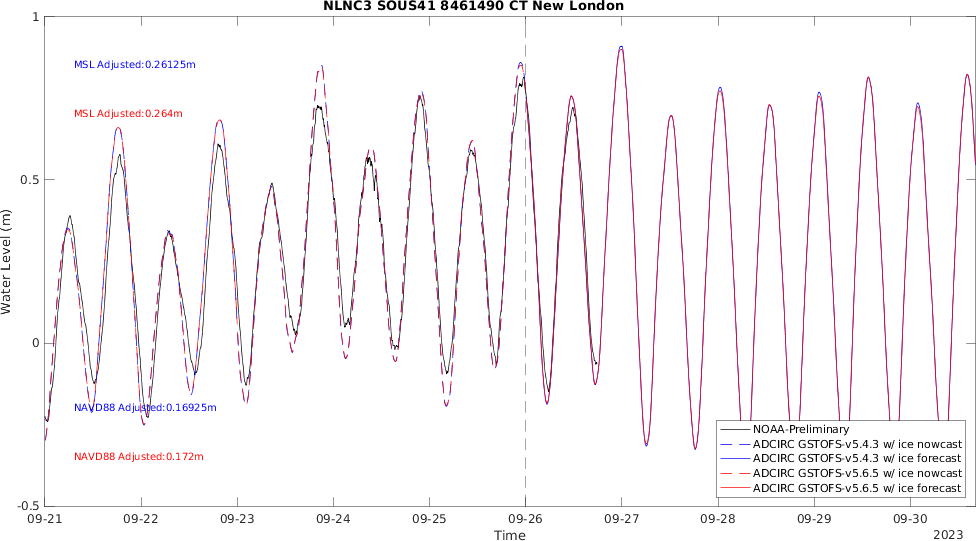 NLNC3 SOUS41 8461490 CT New London
1
MSL Adjusted:0.26125m
MSL Adjusted:0.264m
0.5
Water Level (m)
0
NAVD88 Adjusted:0.16925m
NAVD88 Adjusted:0.172m
NOAA-Preliminary
ADCIRC GSTOFS-v5.4.3 w/ ice nowcast
ADCIRC GSTOFS-v5.4.3 w/ ice forecast
ADCIRC GSTOFS-v5.6.5 w/ ice nowcast
ADCIRC GSTOFS-v5.6.5 w/ ice forecast
-0.5
09-21 09-22 09-23 09-24 09-25 09-26 09-27 09-28 09-29 09-30
Time
2023